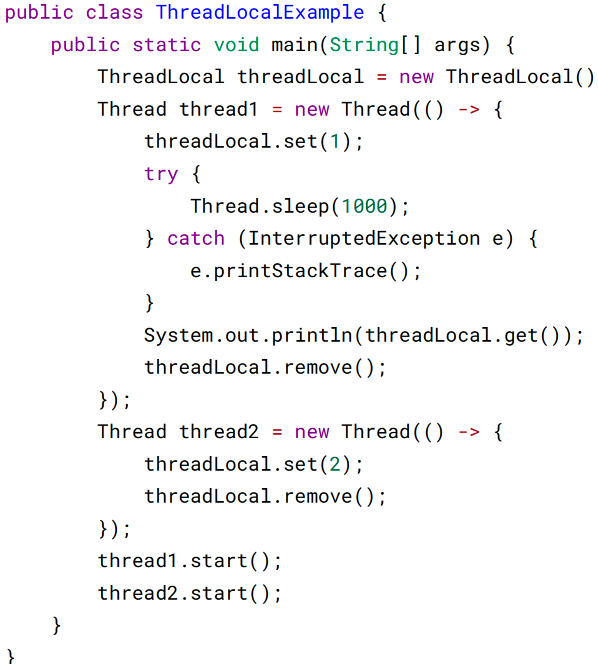 public class ThreadLocalExample {
    public static void main(String[] args) {
        ThreadLocal threadLocal = new ThreadLocal()
        Thread thread1 = new Thread(() -> {
            threadLocal.set(1);
            try {
                Thread.sleep(1000);
            } catch (InterruptedException e) {
                e.printStackTrace();
            }
            System.out.println(threadLocal.get());
            threadLocal.remove();
        });
        Thread thread2 = new Thread(() -> {
            threadLocal.set(2);
            threadLocal.remove();
        });
        thread1.start();
        thread2.start();
    }
}